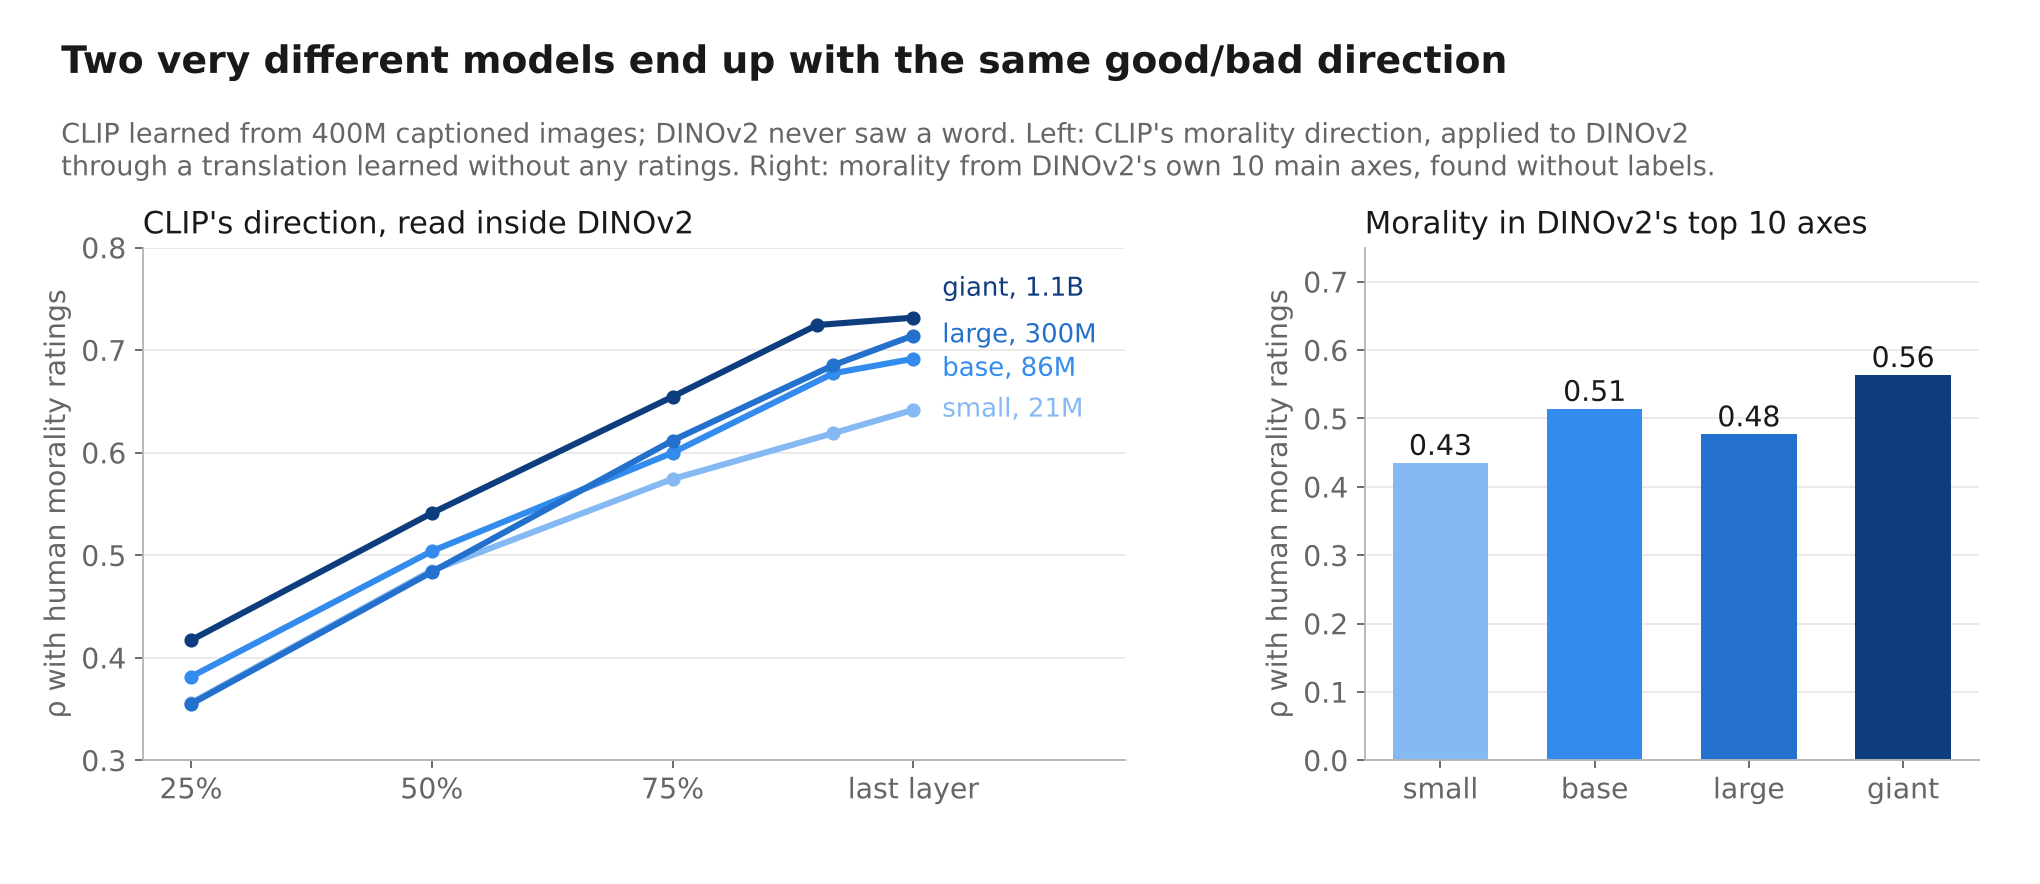 Two very different models end up with the same good/bad direction
CLIP learned from 400M captioned images; DINOv2 never saw a word. Left: CLIP's morality direction, applied to DINOv2
through a translation learned without any ratings. Right: morality from DINOv2's own 10 main axes, found without labels.
CLIP's direction, read inside DINOv2
ρ with human morality ratings
0.8
0.7
0.6
0.5
0.4
0.3
giant, 1.1B
large, 300M
base, 86M
small, 21M
25%
50%
75%
last layer
Morality in DINOv2's top 10 axes
ρ with human morality ratings
0.7
0.6
0.5
0.4
0.3
0.2
0.1
0.0
0.43
0.51
0.48
0.56
small
base
large
giant